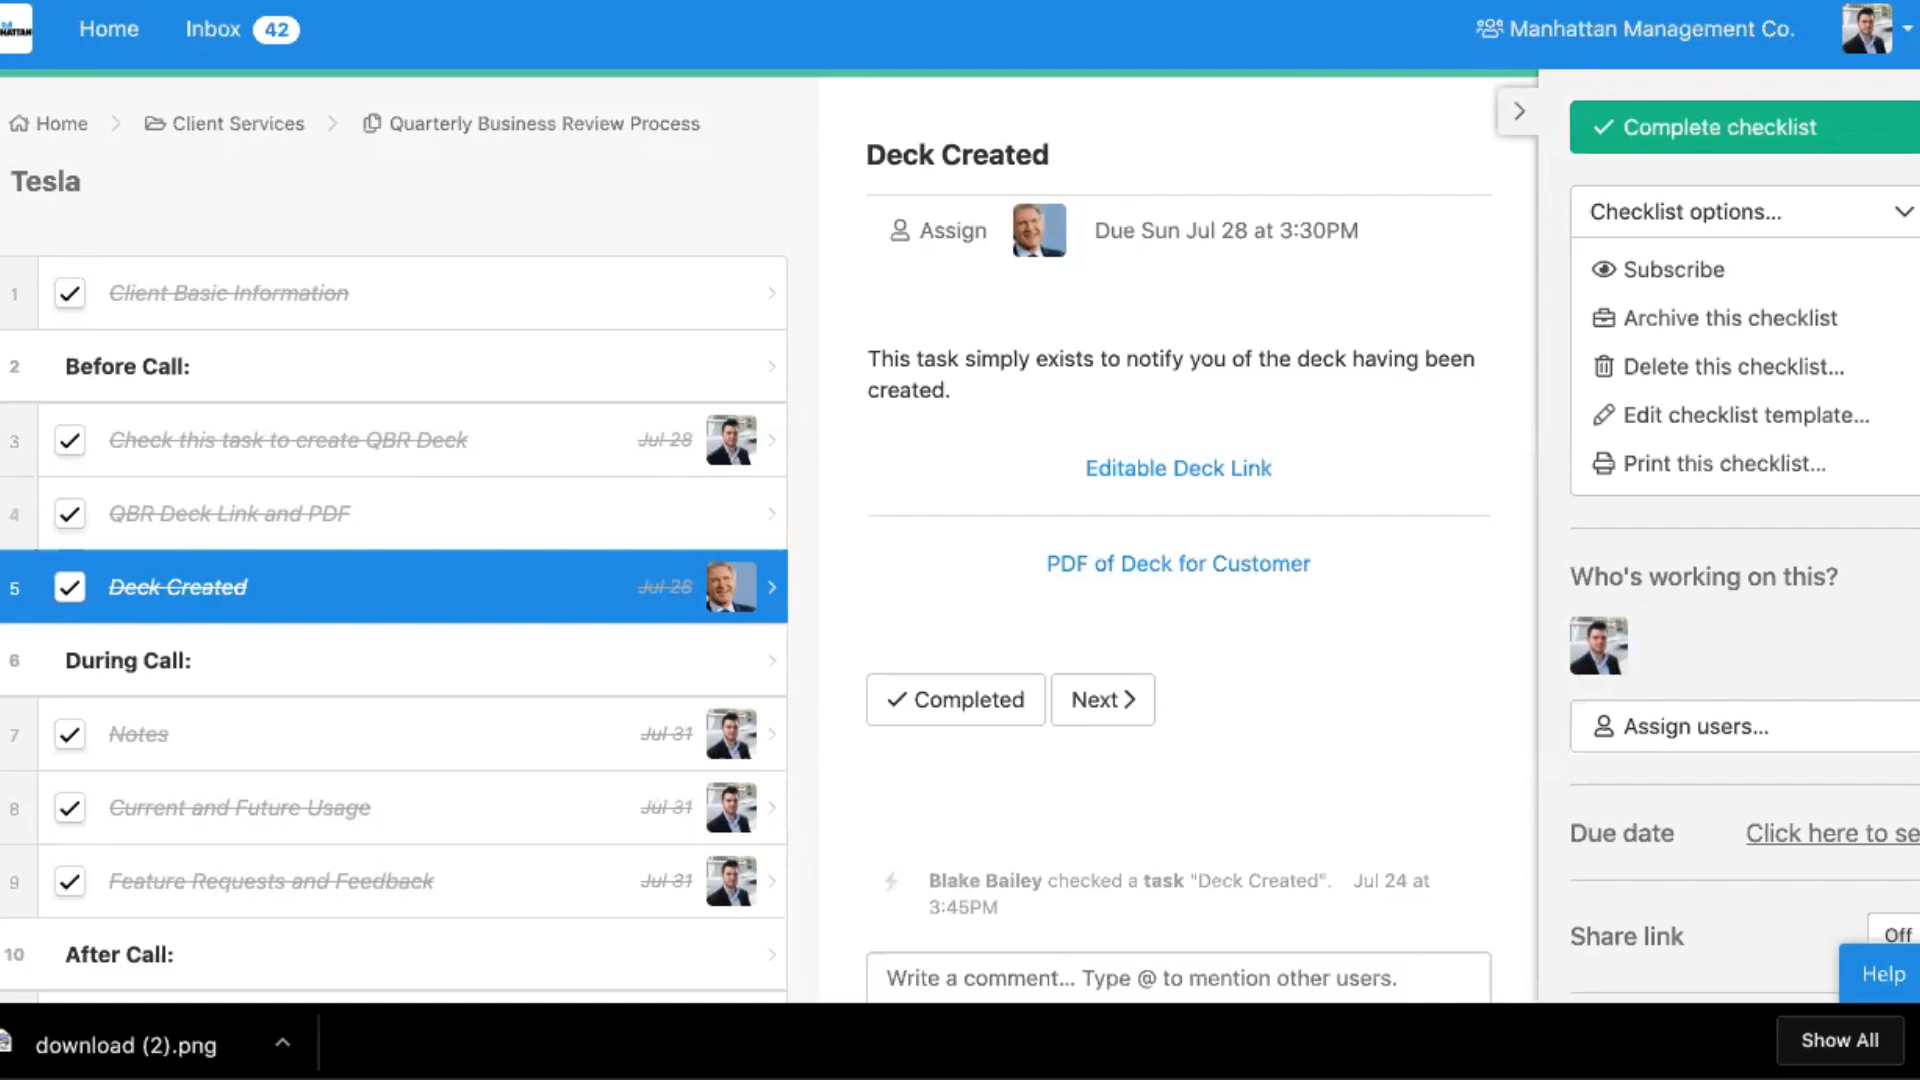 HATTAN
Home
Inbox 42
Manhattan Management Co.
Home
Client Services
Quarterly Business Review Process
Tesla
1 Client Basic Information
2 Before Call:
3 Check this task to create QBR Deck Jul 28
4 QBR Deck Link and PDF
5 Deck Created Jul 28
6 During Call:
7 Notes Jul 31
8 Current and Future Usage Jul 31
9 Feature Requests and Feedback Jul 31
10 After Call:
Deck Created
Assign Due Sun Jul 28 at 3:30PM
This task simply exists to notify you of the deck having been
created.
Editable Deck Link
PDF of Deck for Customer
Completed
Next
Blake Bailey checked a task "Deck Created". Jul 24 at
3:45PM
Write a comment... Type @ to mention other users.
Complete checklist
Checklist options...
Subscribe
Archive this checklist
Delete this checklist...
Edit checklist template...
Print this checklist...
Who's working on this?
Assign users...
Due date Click here to se
Share link Off
Help
download (2).png
Show All